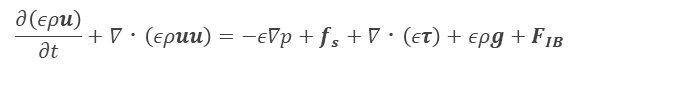 ∂(ϵρu)/∂t + ∇ · (ϵρuu) = −ϵ∇p + f_s + ∇ · (ϵτ) + ϵρg + F_IB